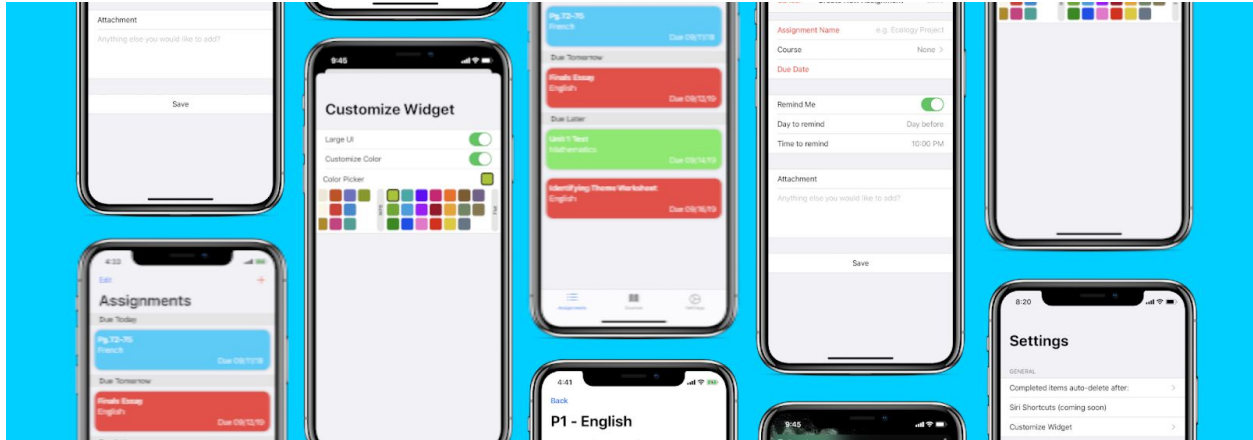 Attachment
Anything else you would like to add?
Save
4:33
Edit
+
Assignments
Due Today
Pg.72-75
French
Due 09/11/19
Due Tomorrow
Finals Essay
English
Due 09/12/19
9:45
Customize Widget
Large UI
Customize Color
Color Picker
Pg.72-75
French
Due 09/11/19
Due Tomorrow
Finals Essay
English
Due 09/12/19
Due Later
Unit 1 Test
Mathematics
Due 09/14/19
Identifying Theme Worksheet
English
Due 09/16/19
Assignments
Settings
4:41
Back
P1 - English
Create New Assignment
Assignment Name e.g. Ecology Project
Course None >
Due Date
Remind Me
Day to remind Day before
Time to remind 10:00 PM
Attachment
Anything else you would like to add?
Save
9:45
8:20
Settings
GENERAL
Completed items auto-delete after: >
Siri Shortcuts (coming soon)
Customize Widget >